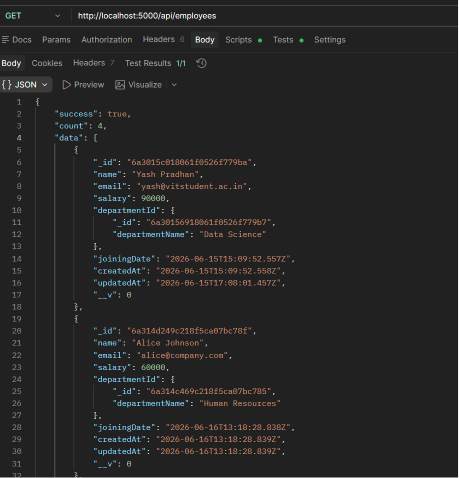 GET http://localhost:5000/api/employees
Docs Params Authorization Headers 6 Body Scripts Tests Settings
Body Cookies Headers 7 Test Results 1/1
{} JSON Preview Visualize
1 {
2 "success": true,
3 "count": 4,
4 "data": [
5 {
6 "_id": "6a3015c018061f0526f779ba",
7 "name": "Yash Pradhan",
8 "email": "yash@vitstudent.ac.in",
9 "salary": 90000,
10 "departmentId": {
11 "_id": "6a30156918061f0526f779b7",
12 "departmentName": "Data Science"
13 },
14 "joiningDate": "2026-06-15T15:09:52.557Z",
15 "createdAt": "2026-06-15T15:09:52.558Z",
16 "updatedAt": "2026-06-15T17:08:01.457Z",
17 "__v": 0
18 },
19 {
20 "_id": "6a314d249c218f5ca07bc78f",
21 "name": "Alice Johnson",
22 "email": "alice@company.com",
23 "salary": 60000,
24 "departmentId": {
25 "_id": "6a314c469c218f5ca07bc785",
26 "departmentName": "Human Resources"
27 },
28 "joiningDate": "2026-06-16T13:18:28.838Z",
29 "createdAt": "2026-06-16T13:18:28.839Z",
30 "updatedAt": "2026-06-16T13:18:28.839Z",
31 "__v": 0
32 }